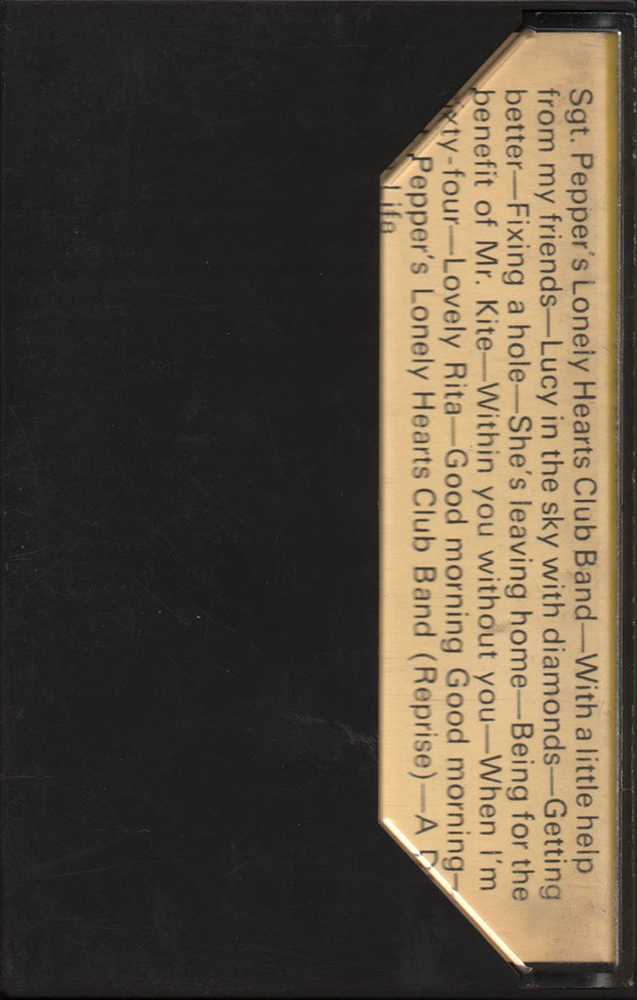 Sgt. Pepper's Lonely Hearts Club Band—With a little help
from my friends—Lucy in the sky with diamonds—Getting
better—Fixing a hole—She's leaving home—Being for the
benefit of Mr. Kite—Within you without you—When I'm
xty-four—Lovely Rita—Good morning Good morning—
Pepper's Lonely Hearts Club Band (Reprise)—A D
Life